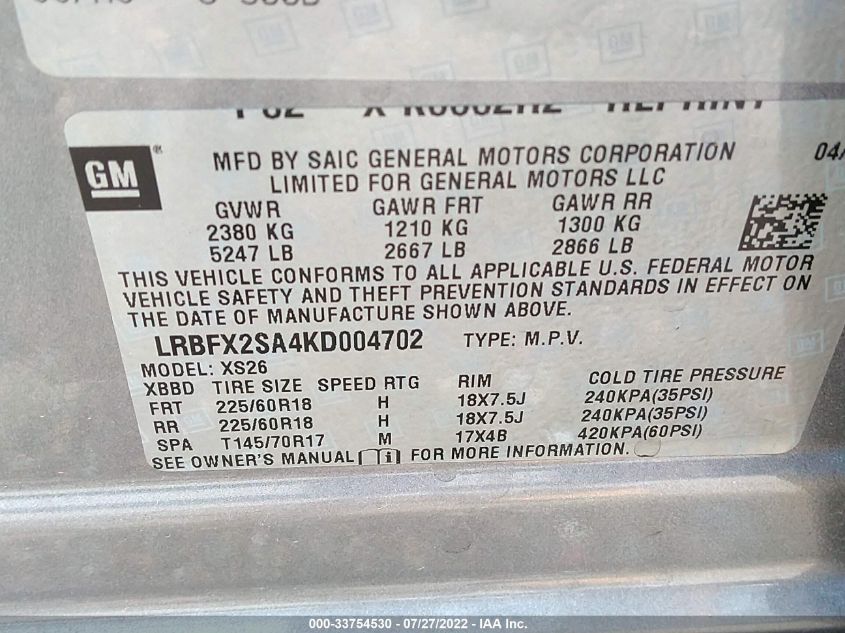 GM
P32 X-R0002H2 REPRINT
GM ® MFD BY SAIC GENERAL MOTORS CORPORATION 04/
LIMITED FOR GENERAL MOTORS LLC
GVWR GAWR FRT GAWR RR
2380 KG 1210 KG 1300 KG
5247 LB 2667 LB 2866 LB
THIS VEHICLE CONFORMS TO ALL APPLICABLE U.S. FEDERAL MOTOR
VEHICLE SAFETY AND THEFT PREVENTION STANDARDS IN EFFECT ON
THE DATE OF MANUFACTURE SHOWN ABOVE.
LRBFX2SA4KD004702 TYPE: M.P.V.
MODEL: XS26
XBBD TIRE SIZE SPEED RTG RIM COLD TIRE PRESSURE
FRT 225/60R18 H 18X7.5J 240KPA(35PSI)
RR 225/60R18 H 18X7.5J 240KPA(35PSI)
SPA T145/70R17 M 17X4B 420KPA(60PSI)
SEE OWNER'S MANUAL i FOR MORE INFORMATION.
000-33754530 - 07/27/2022 - IAA Inc.